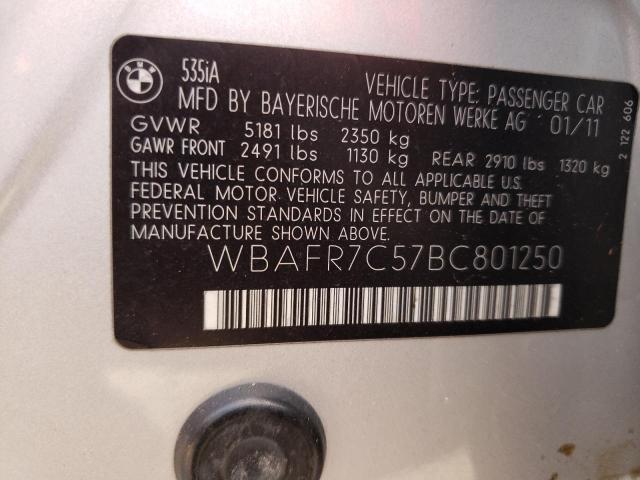 BMW
535iA
VEHICLE TYPE: PASSENGER CAR
MFD BY BAYERISCHE MOTOREN WERKE AG 01/11
GVWR 5181 lbs 2350 kg
GAWR FRONT 2491 lbs 1130 kg REAR 2910 lbs 1320 kg
THIS VEHICLE CONFORMS TO ALL APPLICABLE U.S.
FEDERAL MOTOR VEHICLE SAFETY, BUMPER AND THEFT
PREVENTION STANDARDS IN EFFECT ON THE DATE OF
MANUFACTURE SHOWN ABOVE.
WBAFR7C57BC801250
2 122 606